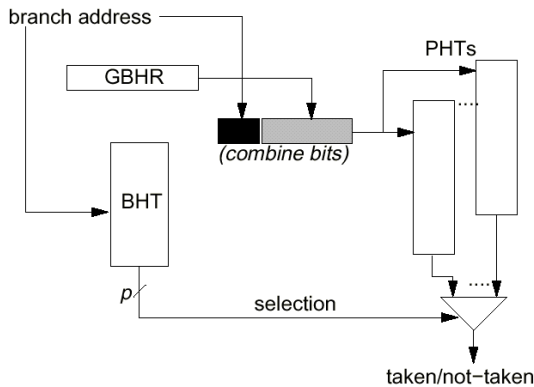 branch address
PHTs
GBHR
....
(combine bits)
BHT
p
....
selection
taken/not−taken